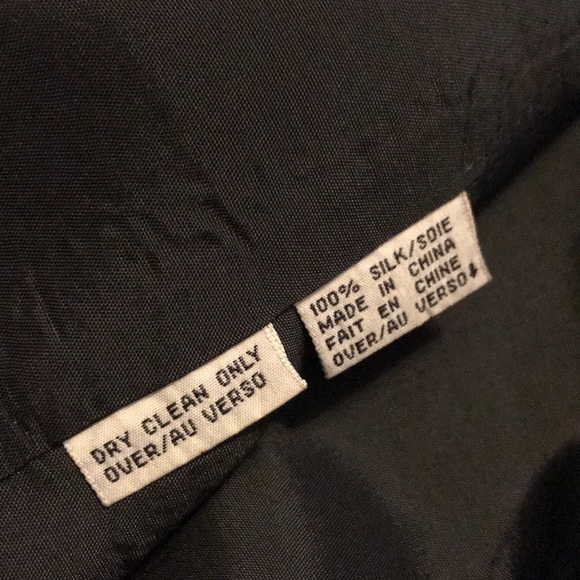 DRY CLEAN ONLY
OVER/AU VERSO
100% SILK/SOIE
MADE IN CHINA
FAIT EN CHINE
OVER/AU VERSO↓